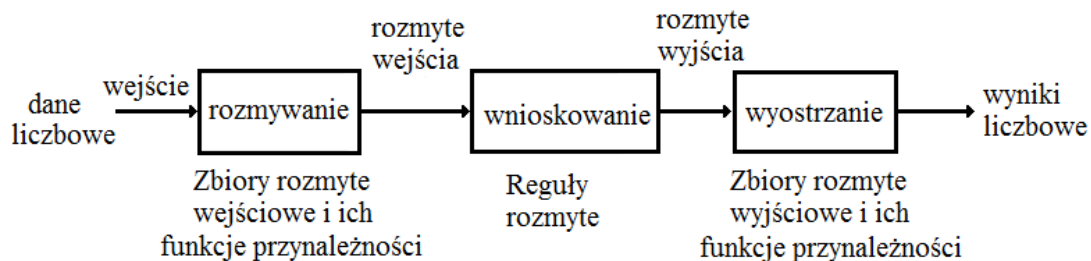 dane
liczbowe
wejście
rozmywanie
Zbiory rozmyte
wejściowe i ich
funkcje przynależności
rozmyte
wejścia
wnioskowanie
Reguły
rozmyte
rozmyte
wyjścia
wyostrzanie
Zbiory rozmyte
wyjściowe i ich
funkcje przynależności
wyniki
liczbowe